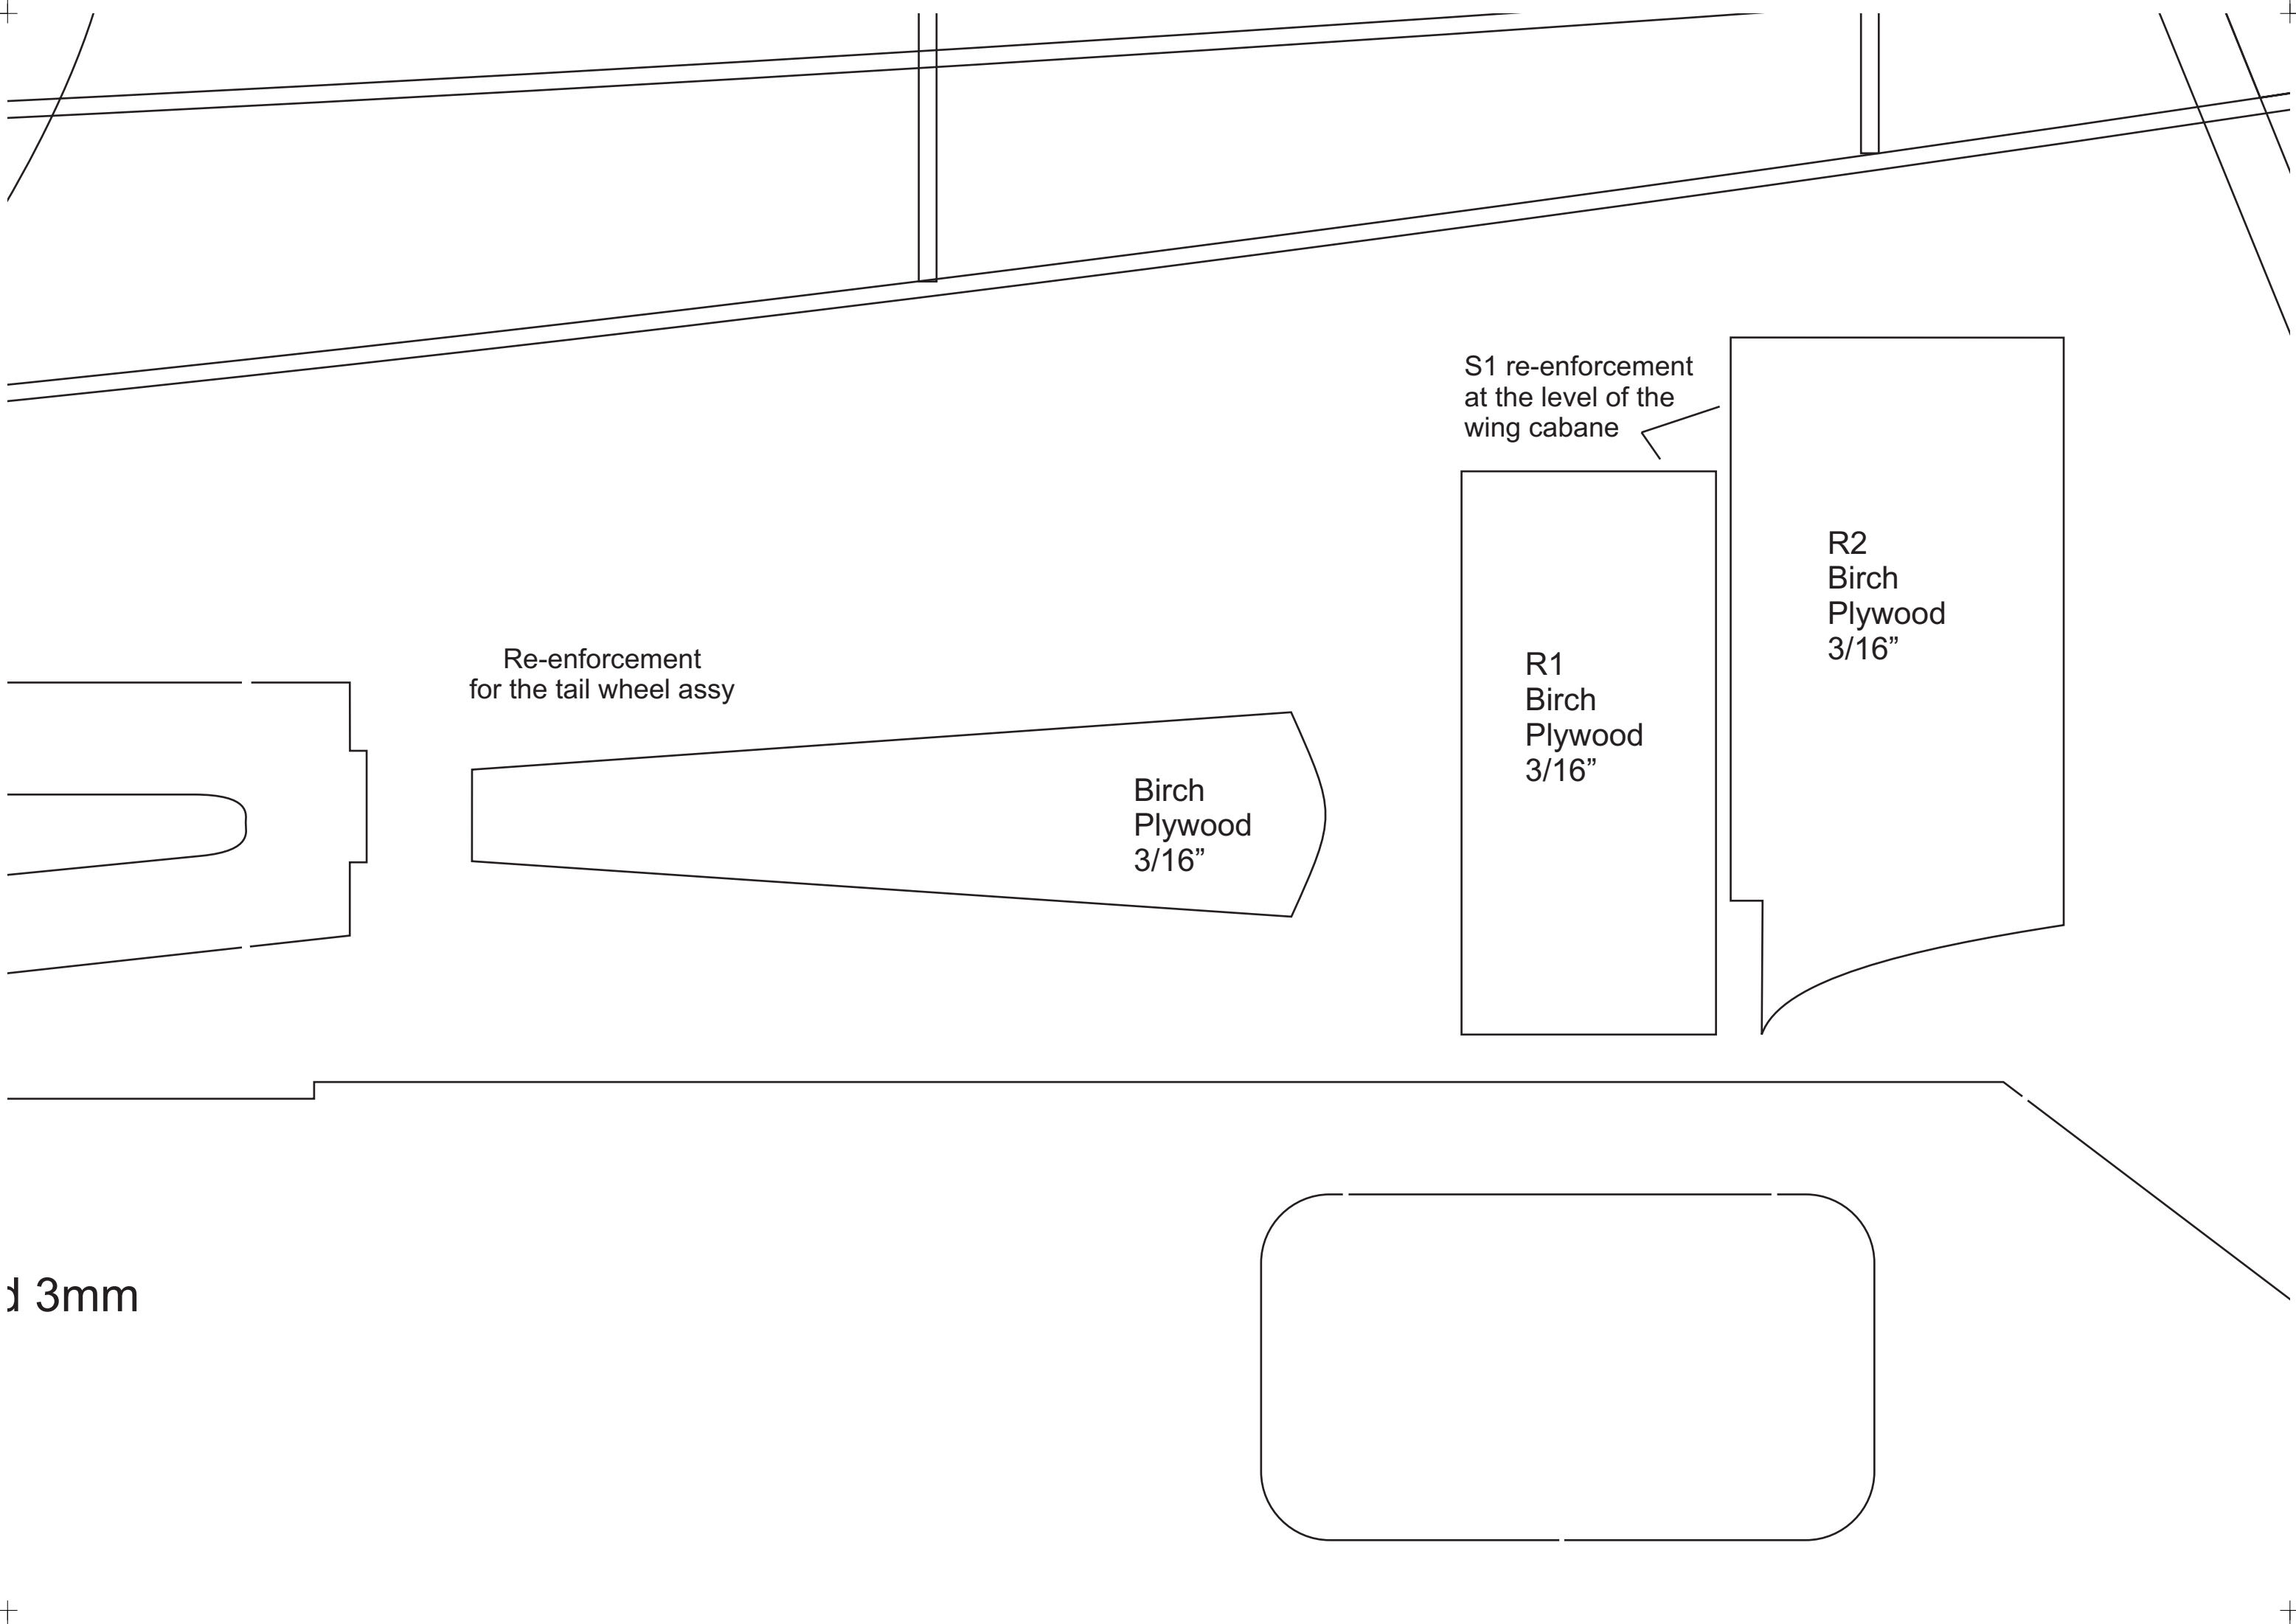 S1 re-enforcement
at the level of the
wing cabane
R2
Birch
Plywood
3/16”
Re-enforcement
for the tail wheel assy
R1
Birch
Plywood
3/16”
Birch
Plywood
3/16”
3mm